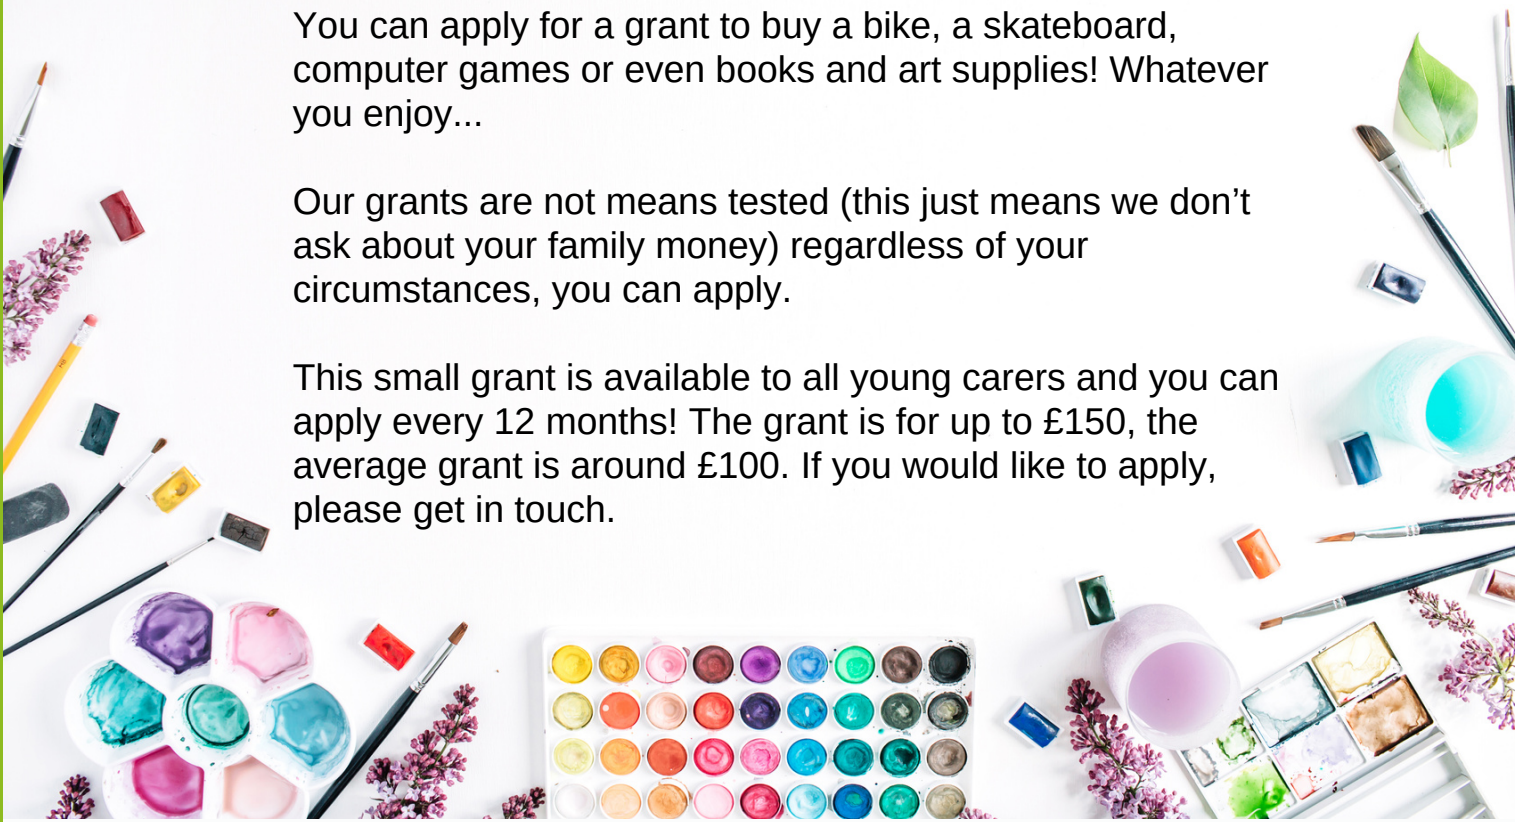 You can apply for a grant to buy a bike, a skateboard,
computer games or even books and art supplies! Whatever
you enjoy...
Our grants are not means tested (this just means we don’t
ask about your family money) regardless of your
circumstances, you can apply.
This small grant is available to all young carers and you can
apply every 12 months! The grant is for up to £150, the
average grant is around £100. If you would like to apply,
please get in touch.